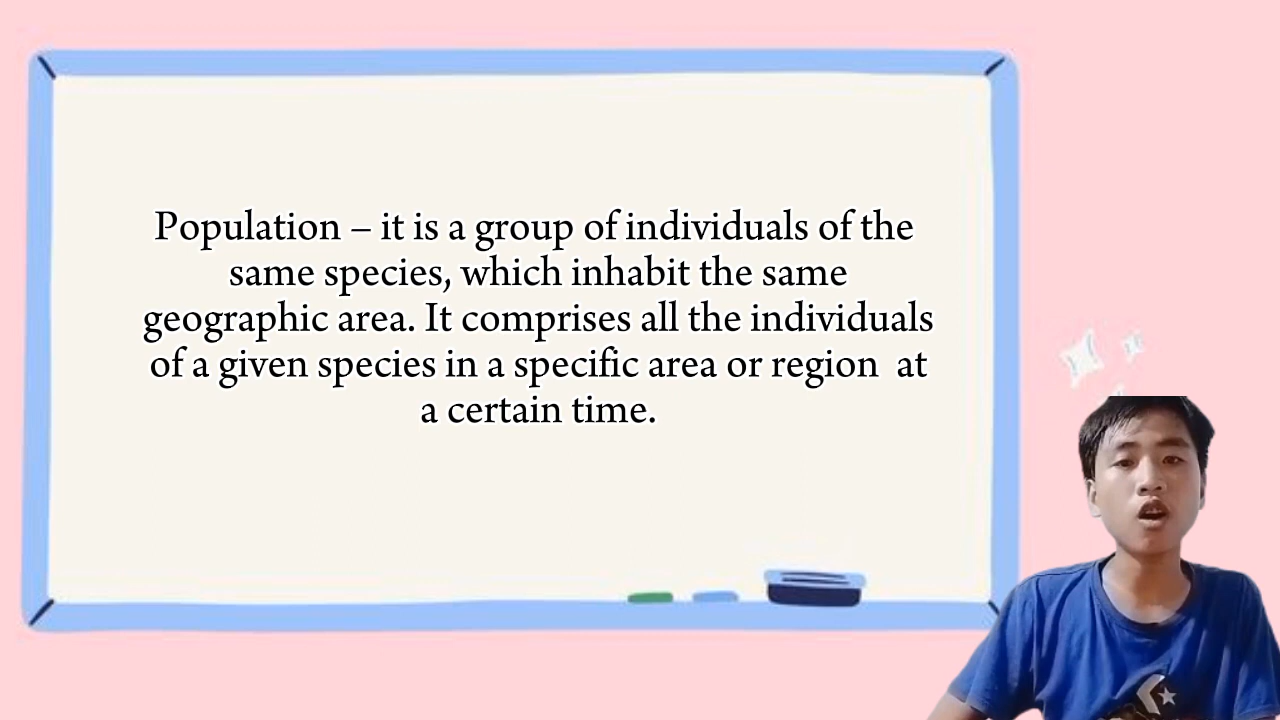 Population – it is a group of individuals of the
same species, which inhabit the same
geographic area. It comprises all the individuals
of a given species in a specific area or region  at
a certain time.